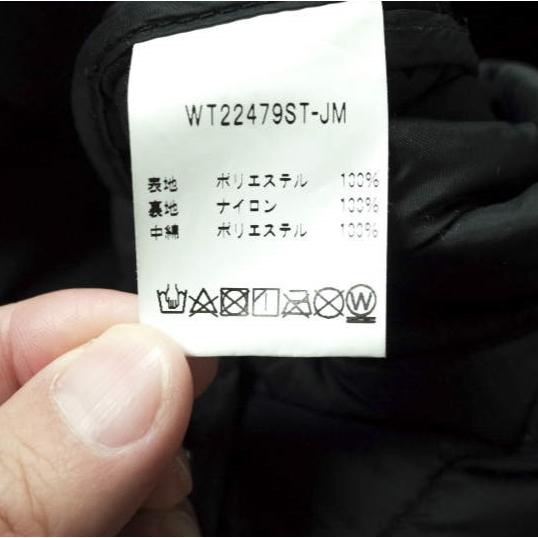 WT22479ST-JM
表地 ポリエステル 100%
裏地 ナイロン 100%
中綿 ポリエステル 100%
W